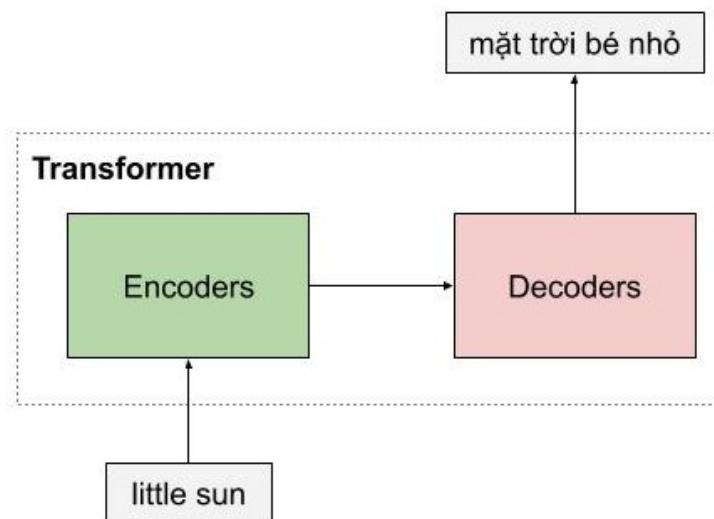 mặt trời bé nhỏ
Transformer
Encoders
Decoders
little sun